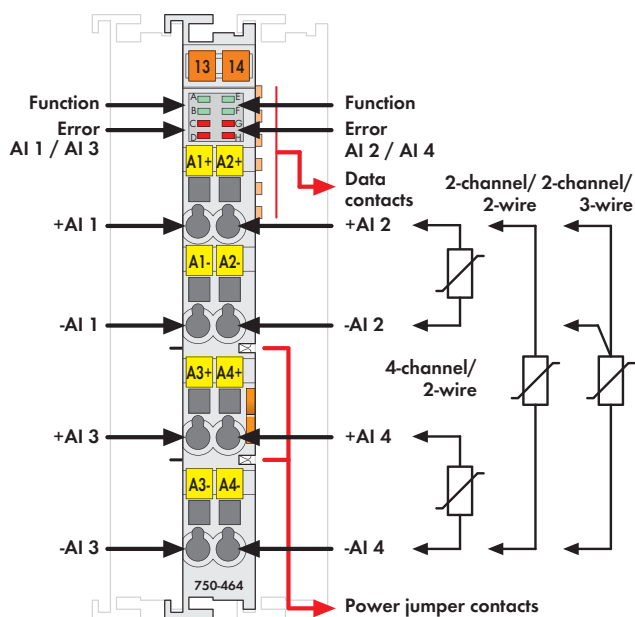 13 14
A E
B F
C G
D H
Function
Function
Error
AI 1 / AI 3
Error
AI 2 / AI 4
A1+ A2+
Data
contacts
2-channel/
2-wire
2-channel/
3-wire
+AI 1
+AI 2
A1- A2-
-AI 1
-AI 2
A3+ A4+
4-channel/
2-wire
+AI 3
+AI 4
A3- A4-
-AI 3
-AI 4
750-464
Power jumper contacts